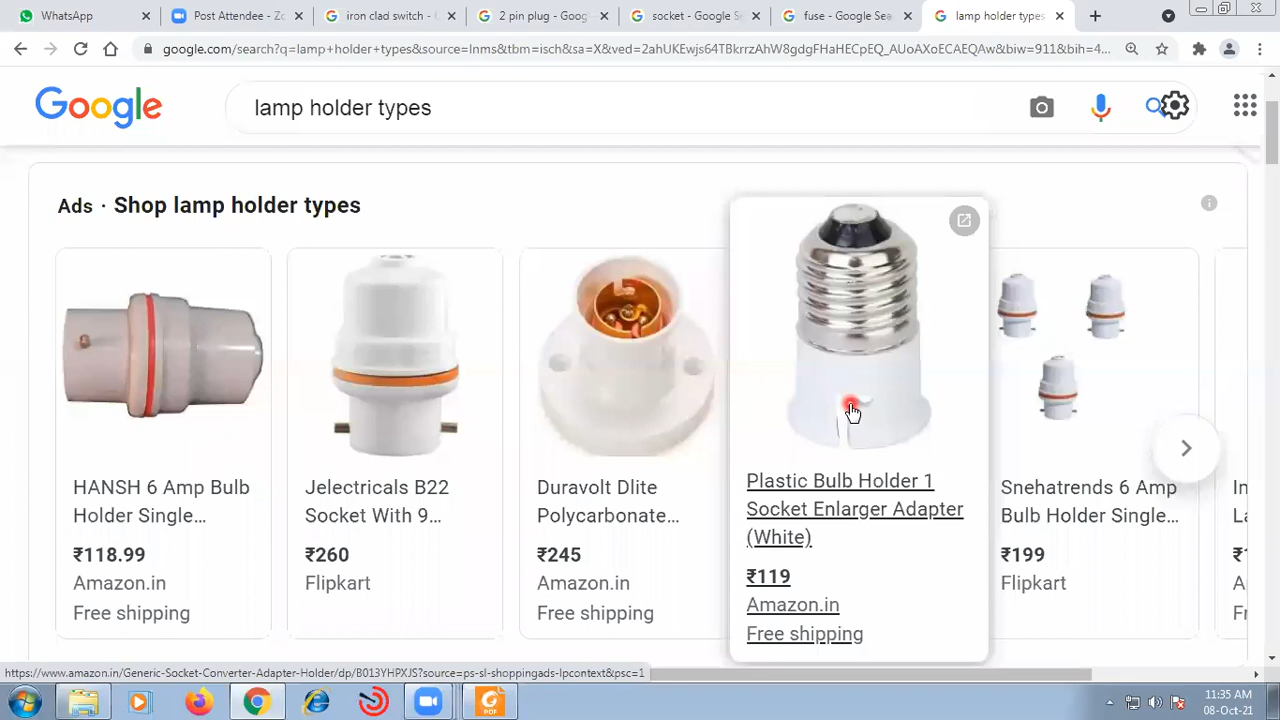 WhatsApp
Post Attendee - Zo
iron clad switch - G
2 pin plug - Goog
socket - Google S
fuse - Google Sea
lamp holder types
google.com/search?q=lamp+holder+types&source=lnms&tbm=isch&sa=X&ved=2ahUKEwjs64TBkrrzAhW8gdgFHaHECpEQ_AUoAXoECAEQAw&biw=911&bih=4...
Google
lamp holder types
Ads · Shop lamp holder types
HANSH 6 Amp Bulb
Holder Single...
₹118.99
Amazon.in
Free shipping
Jelectricals B22
Socket With 9...
₹260
Flipkart
Duravolt Dlite
Polycarbonate...
₹245
Amazon.in
Free shipping
Plastic Bulb Holder 1
Socket Enlarger Adapter
(White)
₹119
Amazon.in
Free shipping
Snehatrends 6 Amp
Bulb Holder Single...
₹199
Flipkart
https://www.amazon.in/Generic-Socket-Converter-Adapter-Holder/dp/B013YHPXJS?source=ps-sl-shoppingads-lpcontext&psc=1
PDF
11:35 AM
08-Oct-21